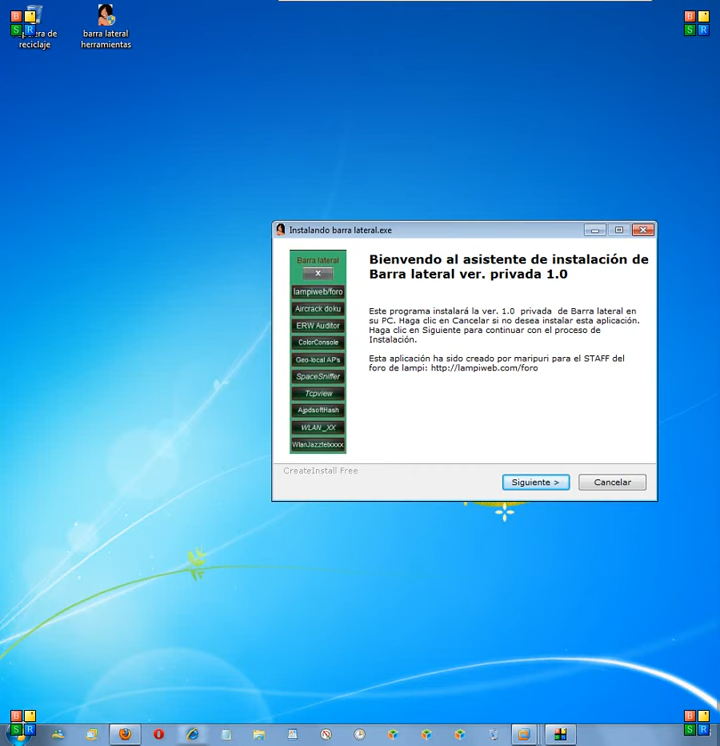 de
reciclaje
barra lateral
herramientas
Instalando barra lateral.exe
Barra lateral
X
lampiweb/foro
Aircrack doku
ERW Auditor
ColorConsole
Geo-local AP's
SpaceSniffer
Tcpview
AjpdsoftHash
WLAN_XX
WlanJazztelxxxx
Bienvendo al asistente de instalación de
Barra lateral ver. privada 1.0
Este programa instalará la ver. 1.0 privada de Barra lateral en
su PC. Haga clic en Cancelar si no desea instalar esta aplicación.
Haga clic en Siguiente para continuar con el proceso de
Instalación.
Esta aplicación ha sido creado por maripuri para el STAFF del
foro de lampi: http://lampiweb.com/foro
CreateInstall Free
Siguiente >
Cancelar